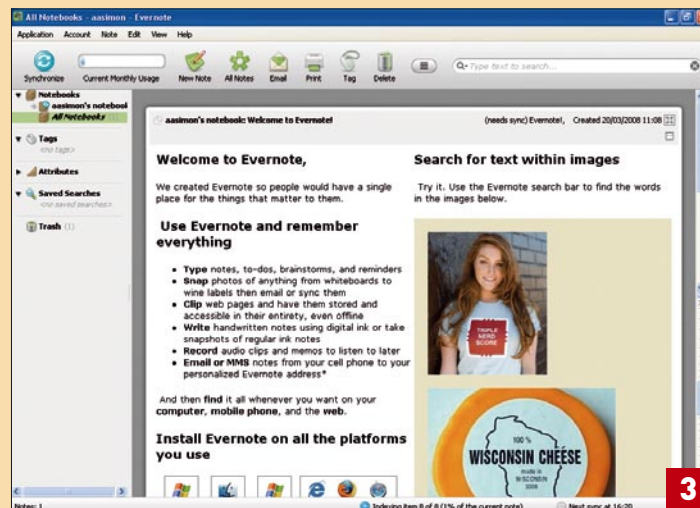 All Notebooks - aasimon - Evernote
Application Account Note Edit View Help
Synchronize Current Monthly Usage New Note All Notes Email Print Tag Delete Type text to search...
Notebooks
aasimon's notebool
All Notebooks (1)
Tags
<no tags>
Attributes
Saved Searches
<no saved searches>
Trash (1)
aasimon's notebook: Welcome to Evernote! (needs sync) Evernote!, Created 20/03/2008 11:08
Welcome to Evernote,
We created Evernote so people would have a single
place for the things that matter to them.
Use Evernote and remember
everything
• Type notes, to-dos, brainstorms, and reminders
• Snap photos of anything from whiteboards to
wine labels then email or sync them
• Clip web pages and have them stored and
accessible in their entirety, even offline
• Write handwritten notes using digital ink or take
snapshots of regular ink notes
• Record audio clips and memos to listen to later
• Email or MMS notes from your cell phone to your
personalized Evernote address*
And then find it all whenever you want on your
computer, mobile phone, and the web.
Install Evernote on all the platforms
you use
Search for text within images
Try it. Use the Evernote search bar to find the words
in the images below.
TRIPLE
NERD
SCORE
100 %
WISCONSIN CHEESE
made in
WISCONSIN
2008
Notes: 1 Indexing item 8 of 8 (1% of the current note) Next sync at 16:20
3